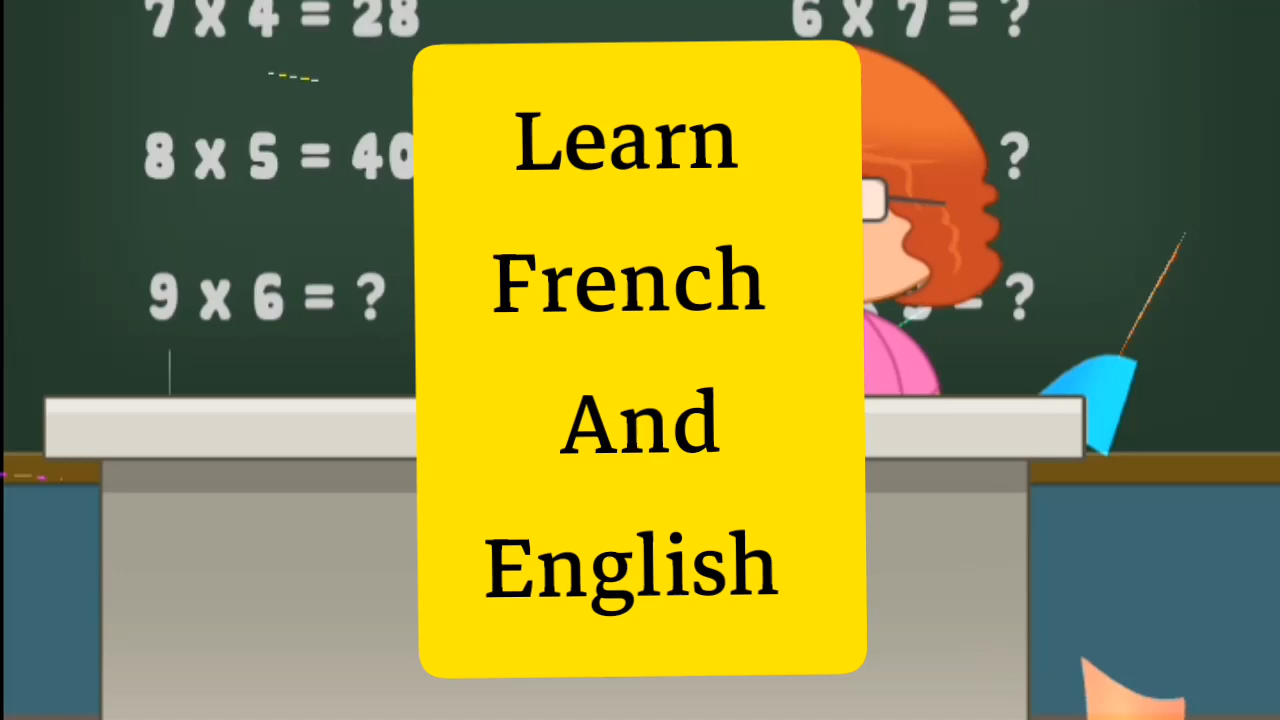 7 x 4 = 28
6 x 7 = ?
8 x 5 = 40
?
9 x 6 = ?
= ?
Learn
French
And
English